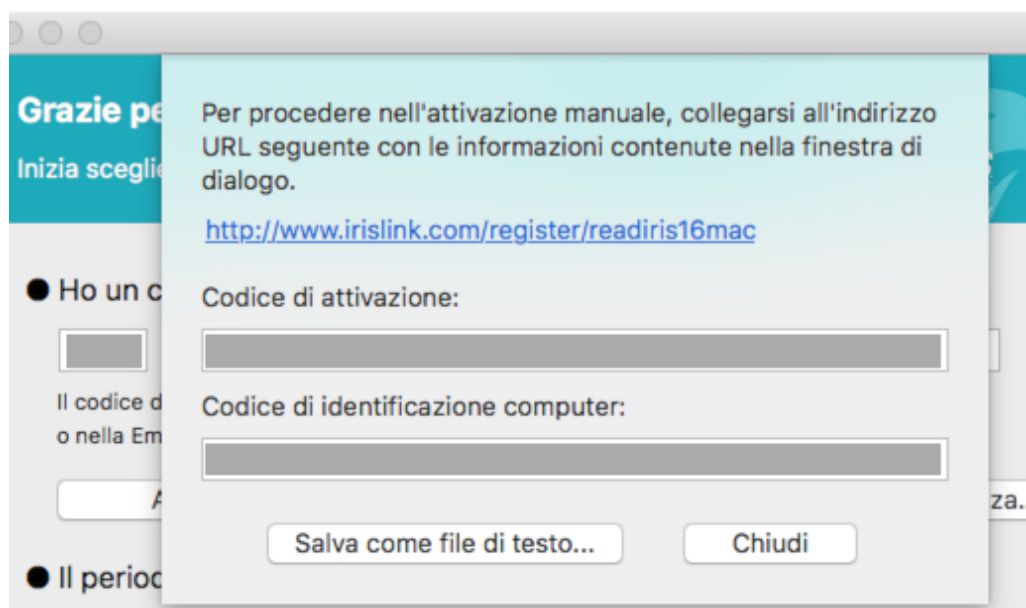 Grazie pe
Inizia sceglie
Per procedere nell'attivazione manuale, collegarsi all'indirizzo
URL seguente con le informazioni contenute nella finestra di
dialogo.
http://www.irislink.com/register/readiris16mac
Ho un c
Codice di attivazione:
Il codice d
o nella Em
Codice di identificazione computer:
A
za..
Salva come file di testo...
Chiudi
Il period